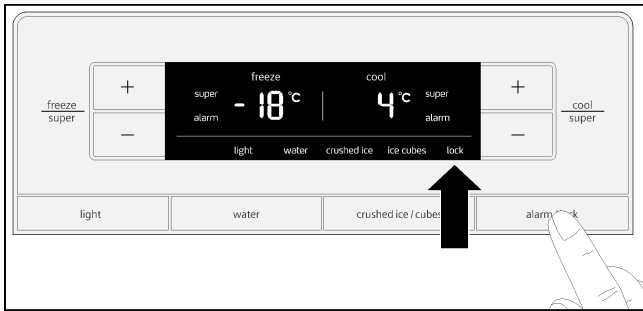 freeze
super
+
−
freeze
cool
super
alarm
- 18 °C
4 °C
super
alarm
light water crushed ice ice cubes lock
+
−
cool
super
light
water
crushed ice / cubes
alarm